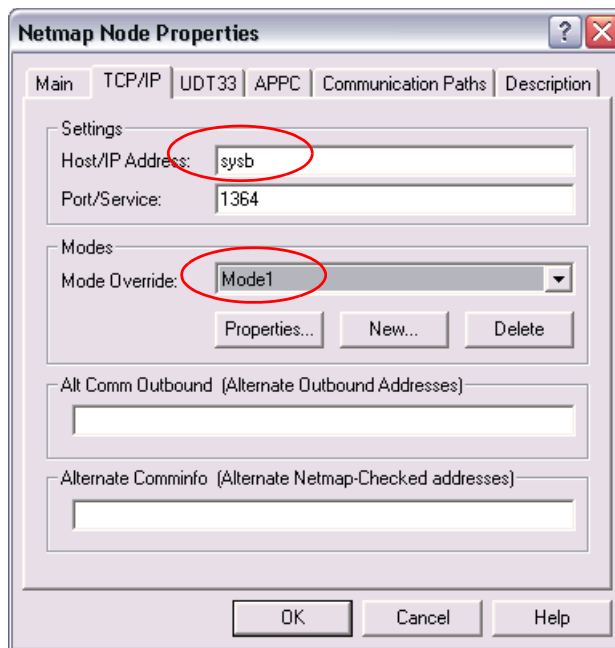 Netmap Node Properties
Main TCP/IP UDT33 APPC Communication Paths Description
Settings
Host/IP Address: sysb
Port/Service: 1364
Modes
Mode Override: Mode1
Properties... New... Delete
Alt Comm Outbound (Alternate Outbound Addresses)
Alternate Comminfo (Alternate Netmap-Checked addresses)
OK Cancel Help